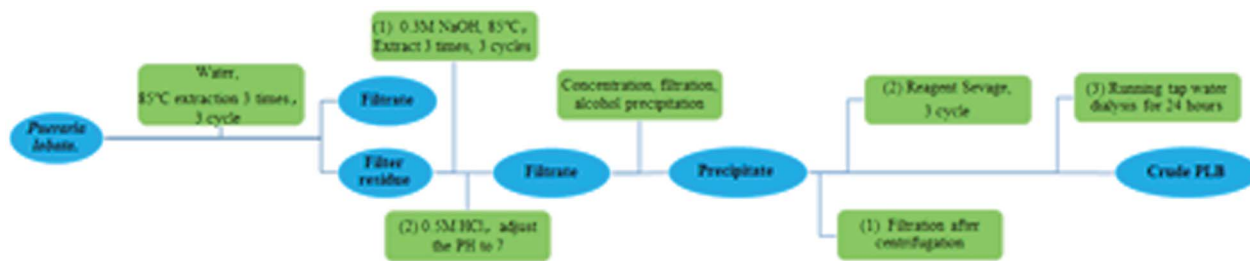 Pueraria
lobata.
Water,
85℃ extraction 3 times,
3 cycle
Filtrate
Filter
residue
(1) 0.3M NaOH, 85℃,
Extract 3 times, 3 cycles
(2) 0.5M HCl, adjust
the PH to 7
Filtrate
Concentration, filtration,
alcohol precipitation
Precipitate
(1) Filtration after
centrifugation
(2) Reagent Sevage,
3 cycle
(3) Running tap water
dialysis for 24 hours
Crude PLB